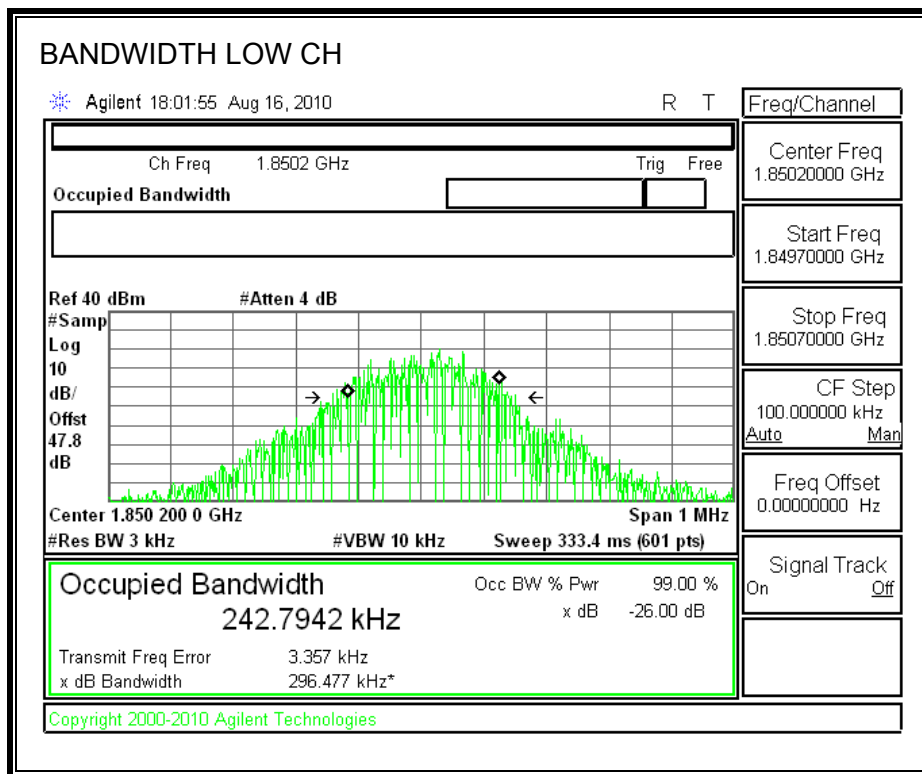 BANDWIDTH LOW CH
Agilent 18:01:55 Aug 16, 2010 R T
Freq/Channel
Ch Freq 1.8502 GHz Trig Free
Occupied Bandwidth
Center Freq
1.85020000 GHz
Start Freq
1.84970000 GHz
Stop Freq
1.85070000 GHz
CF Step
100.000000 kHz
Auto Man
Freq Offset
0.00000000 Hz
Signal Track
On Off
Ref 40 dBm #Atten 4 dB
#Samp
Log
10
dB/
Offst
47.8
dB
Center 1.850 200 0 GHz Span 1 MHz
#Res BW 3 kHz #VBW 10 kHz Sweep 333.4 ms (601 pts)
Occupied Bandwidth
242.7942 kHz
Occ BW % Pwr 99.00 %
x dB -26.00 dB
Transmit Freq Error 3.357 kHz
x dB Bandwidth 296.477 kHz*
Copyright 2000-2010 Agilent Technologies